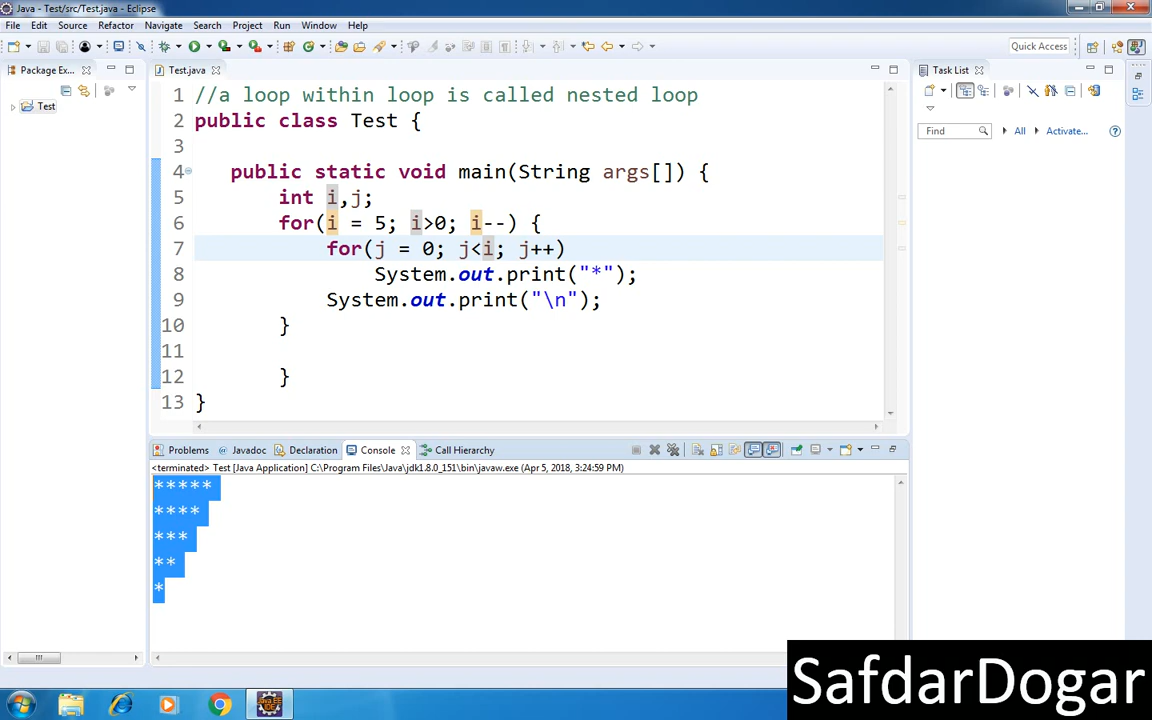 Java - Test/src/Test.java - Eclipse
File Edit Source Refactor Navigate Search Project Run Window Help
Quick Access
Package Ex...
Test
Test.java
1 //a loop within loop is called nested loop
2 public class Test {
3
4 public static void main(String args[]) {
5 int i,j;
6 for(i = 5; i>0; i--) {
7 for(j = 0; j<i; j++)
8 System.out.print("*");
9 System.out.print("\n");
10 }
11
12 }
13 }
Task List
Find All Activate...
Problems @ Javadoc Declaration Console Call Hierarchy
<terminated> Test [Java Application] C:\Program Files\Java\jdk1.8.0_151\bin\javaw.exe (Apr 5, 2018, 3:24:59 PM)
*****
****
***
**
*
SafdarDogar